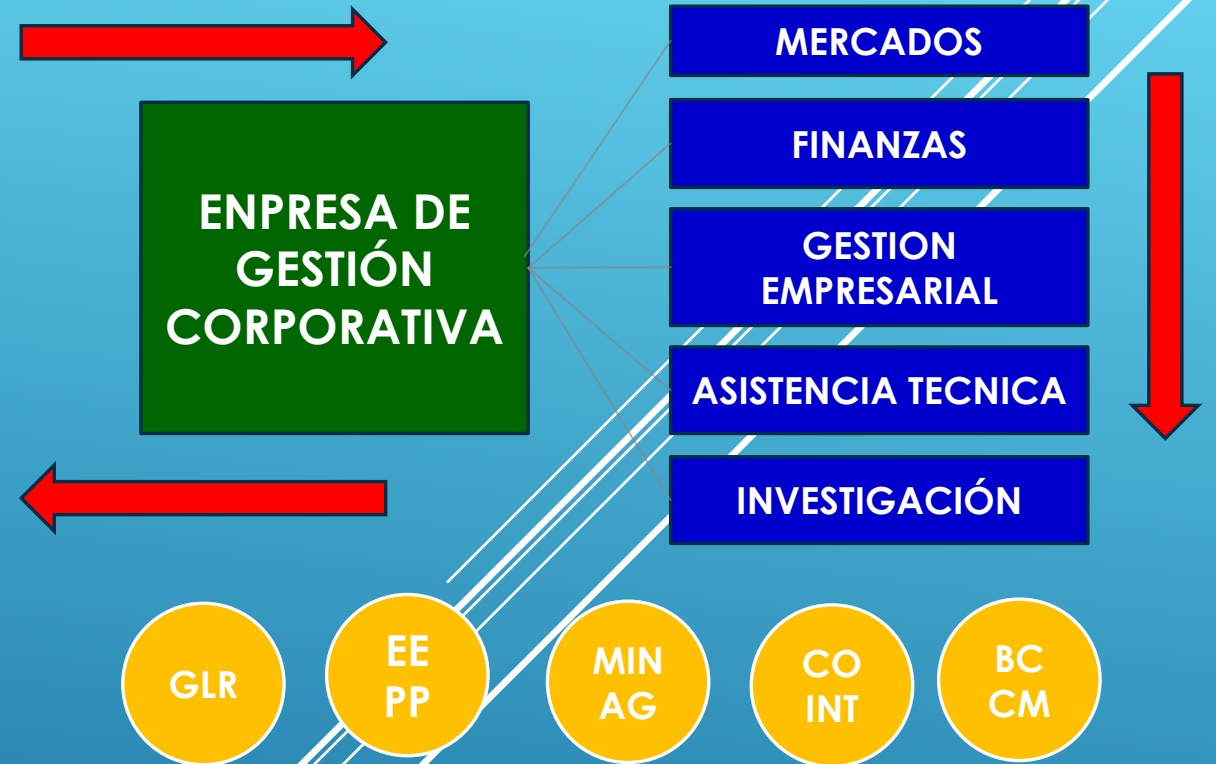 MERCADOS
FINANZAS
ENPRESA DE
GESTIÓN
CORPORATIVA
GESTION
EMPRESARIAL
ASISTENCIA TECNICA
INVESTIGACIÓN
GLR
EE
PP
MIN
AG
CO
INT
BC
CM